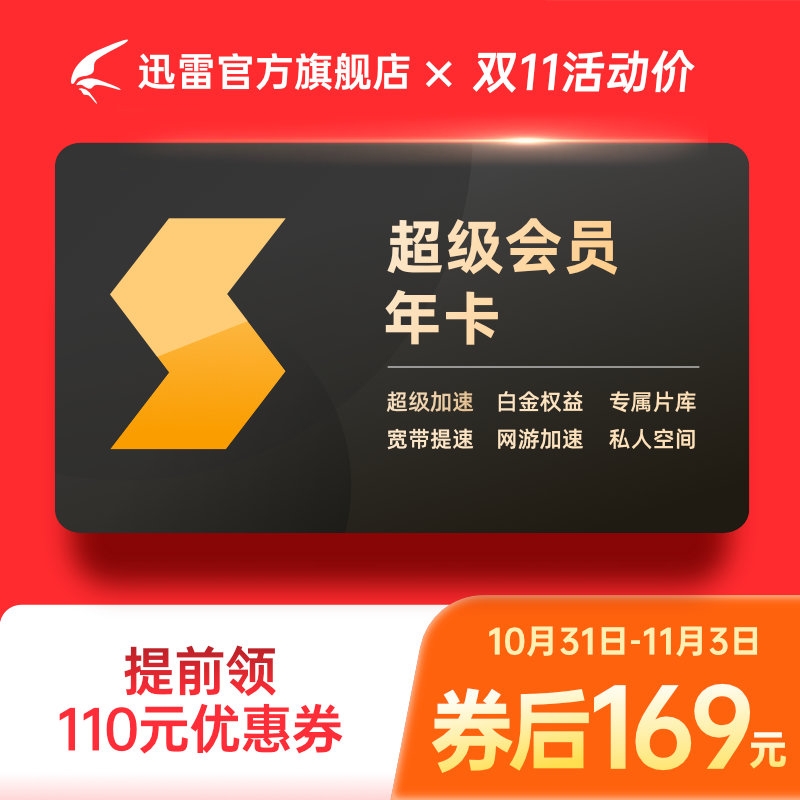 迅雷官方旗舰店 × 双11活动价
超级会员
年卡
超级加速 白金权益 专属片库
宽带提速 网游加速 私人空间
提前领
110元优惠券
10月31日-11月3日
券后169元